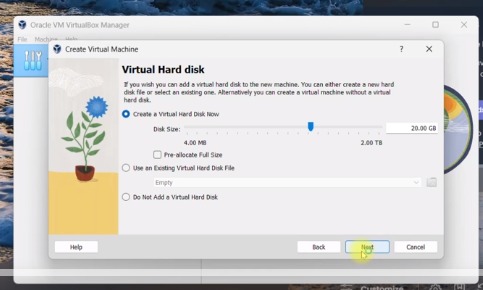 Oracle VM VirtualBox Manager
File Machine Help
Create Virtual Machine
?
Virtual Hard disk
If you wish you can add a virtual hard disk to the new machine. You can either create a new hard
disk file or select an existing one. Alternatively you can create a virtual machine without a virtual
hard disk.
Create a Virtual Hard Disk Now
Disk Size:
20.00 GB
4.00 MB
2.00 TB
Pre-allocate Full Size
Use an Existing Virtual Hard Disk File
Empty
Do Not Add a Virtual Hard Disk
Help
Back
Next
Cancel
Customize